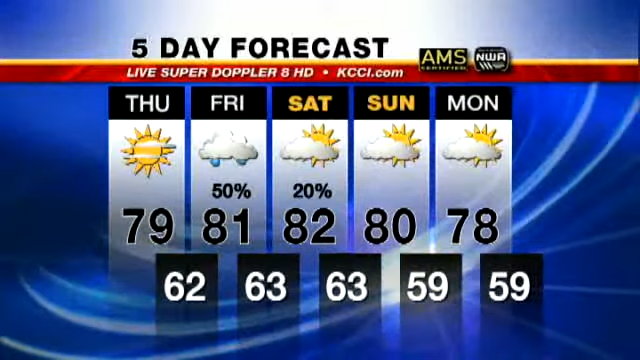 5 DAY FORECAST
AMS
CERTIFIED
NWA
LIVE SUPER DOPPLER 8 HD • KCCI.com
THU FRI SAT SUN MON
50% 20%
79 81 82 80 78
62 63 63 59 59